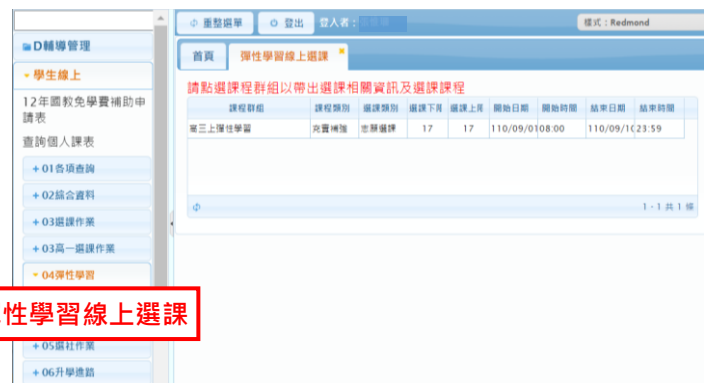 重整選單 登出 登入者：
樣式：Redmond
D輔導管理
學生線上
12年國教免學費補助申
請表
查詢個人課表
+01各項查詢
+02綜合資料
+03選課作業
+03高一選課作業
04彈性學習
性學習線上選課
+05選社作業
+06升學進路
首頁 彈性學習線上選課
請點選課程群組以帶出選課相關資訊及選課課程
課程群組 課程類別 選課類別 選課下限 選課上限 開始日期 開始時間 結束日期 結束時間
高三上彈性學習 充實補強 志願選課 17 17 110/09/01 08:00 110/09/1 23:59
1 - 1 共 1 條